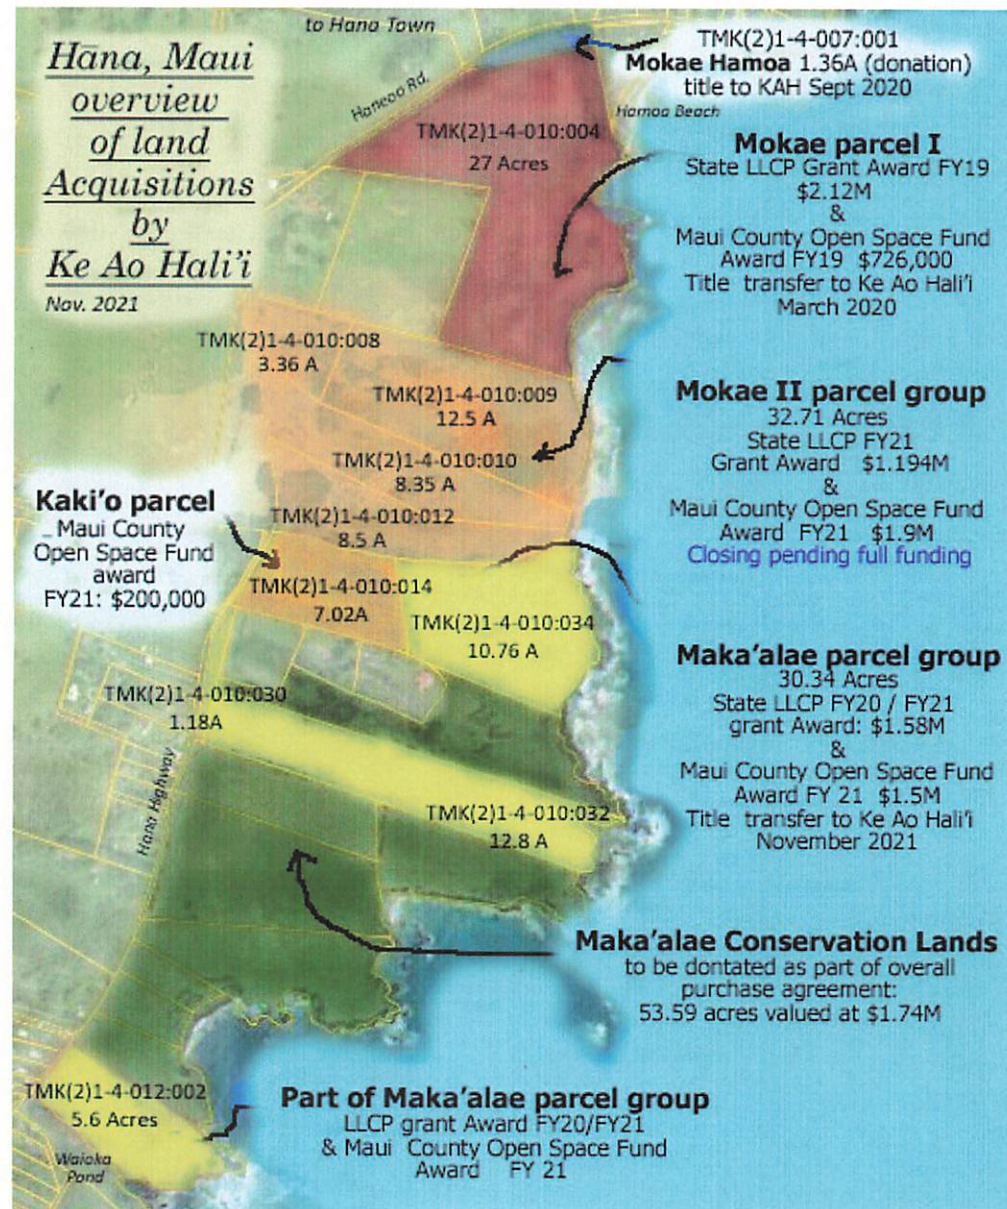 Hāna, Maui
overview
of land
Acquisitions
by
Ke Ao Hali'i
Nov. 2021
to Hana Town
Haneoo Rd.
Hamoa Beach
TMK(2)1-4-007:001
Mokae Hamoa 1.36A (donation)
title to KAH Sept 2020
TMK(2)1-4-010:004
27 Acres
Mokae parcel I
State LLCP Grant Award FY19
$2.12M
&
Maui County Open Space Fund
Award FY19 $726,000
Title transfer to Ke Ao Hali'i
March 2020
TMK(2)1-4-010:008
3.36 A
TMK(2)1-4-010:009
12.5 A
TMK(2)1-4-010:010
8.35 A
TMK(2)1-4-010:012
8.5 A
Mokae II parcel group
32.71 Acres
State LLCP FY21
Grant Award $1.194M
&
Maui County Open Space Fund
Award FY21 $1.9M
Closing pending full funding
Kaki'o parcel
Maui County
Open Space Fund
award
FY21: $200,000
TMK(2)1-4-010:014
7.02A
TMK(2)1-4-010:034
10.76 A
TMK(2)1-4-010:030
1.18A
Hana Highway
TMK(2)1-4-010:032
12.8 A
Maka'alae parcel group
30.34 Acres
State LLCP FY20 / FY21
grant Award: $1.58M
&
Maui County Open Space Fund
Award FY 21 $1.5M
Title transfer to Ke Ao Hali'i
November 2021
Maka'alae Conservation Lands
to be dontated as part of overall
purchase agreement:
53.59 acres valued at $1.74M
TMK(2)1-4-012:002
5.6 Acres
Waioka
Pond
Part of Maka'alae parcel group
LLCP grant Award FY20/FY21
& Maui County Open Space Fund
Award FY 21